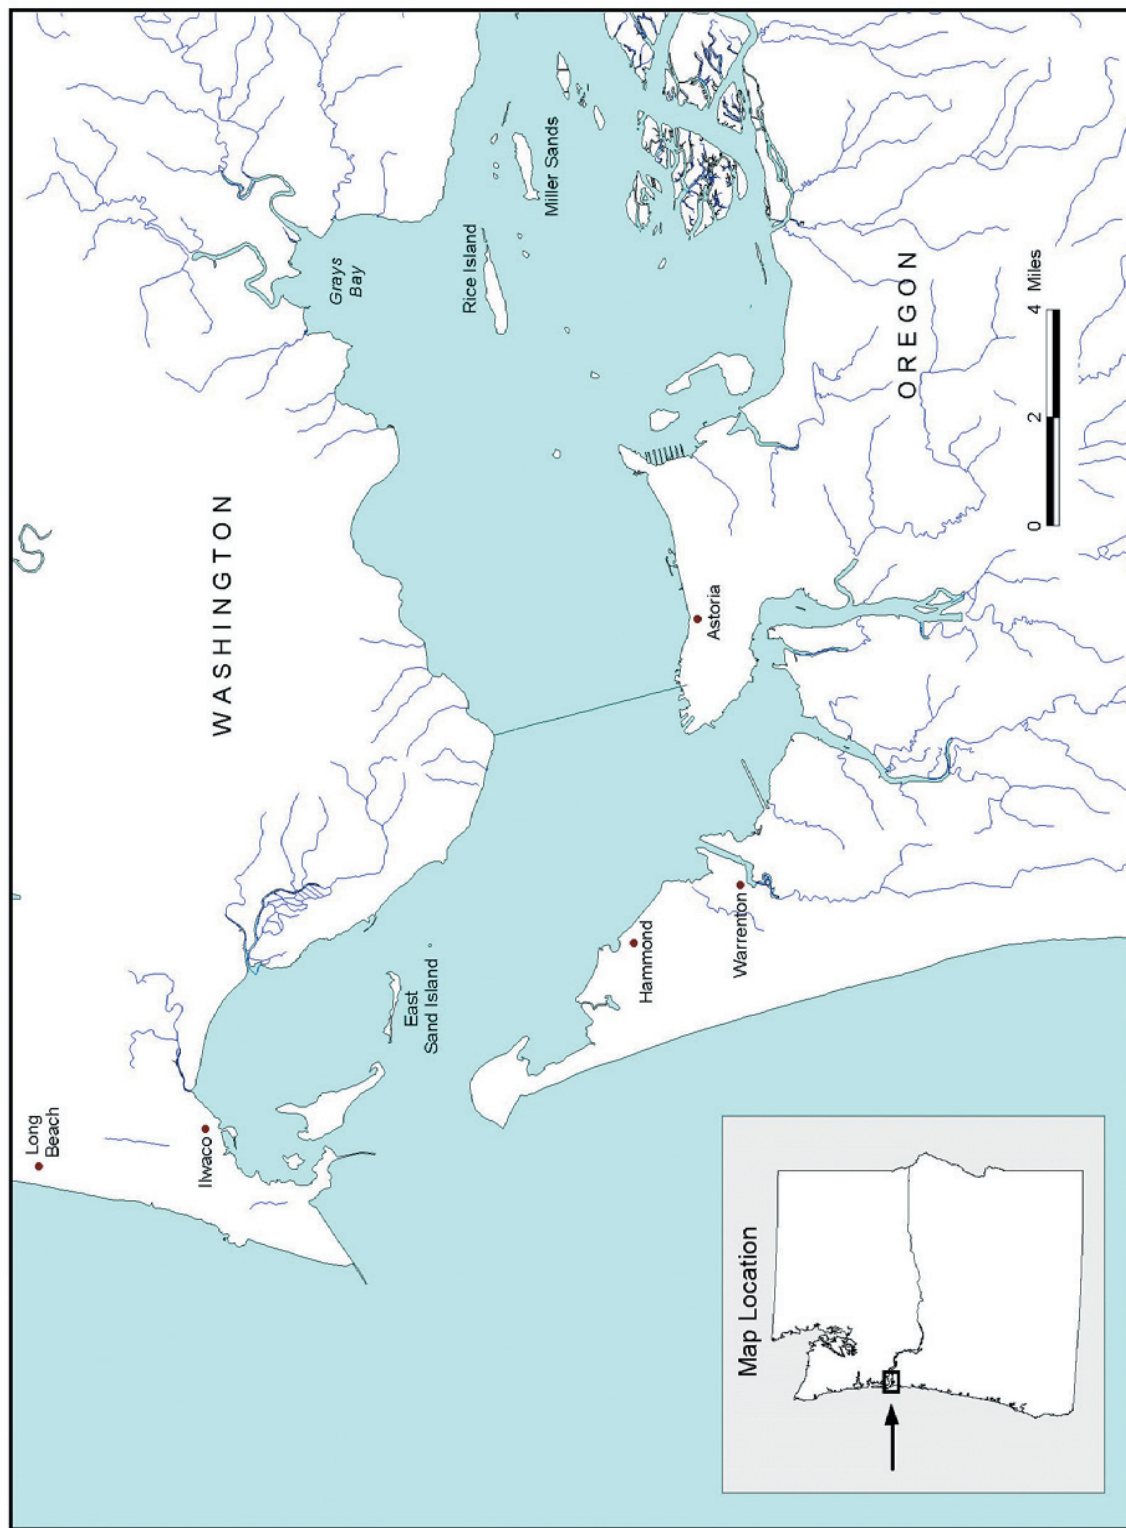 Long
Beach
Ilwaco
WASHINGTON
Grays
Bay
East
Sand Island
Rice Island
Miller Sands
Hammond
Warrenton
Astoria
OREGON
0 2 4 Miles
Map Location